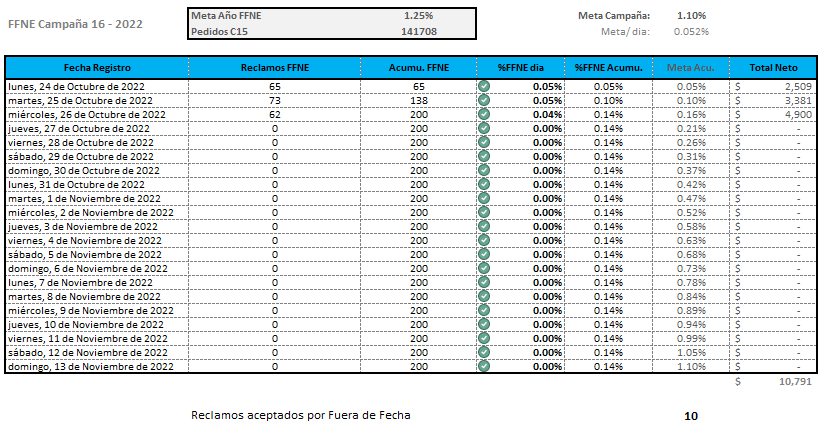 FFNE Campaña 16 - 2022
Meta Año FFNE 1.25% Meta Campaña: 1.10%
Pedidos C15 141708 Meta/ dia: 0.052%
Fecha Registro Reclamos FFNE Acumu. FFNE %FFNE dia %FFNE Acumu. Meta Acu. Total Neto
lunes, 24 de Octubre de 2022 65 65 0.05% 0.05% 0.05% $ 2,509
martes, 25 de Octubre de 2022 73 138 0.05% 0.10% 0.10% $ 3,381
miércoles, 26 de Octubre de 2022 62 200 0.04% 0.14% 0.16% $ 4,900
jueves, 27 de Octubre de 2022 0 200 0.00% 0.14% 0.21% $ -
viernes, 28 de Octubre de 2022 0 200 0.00% 0.14% 0.26% $ -
sábado, 29 de Octubre de 2022 0 200 0.00% 0.14% 0.31% $ -
domingo, 30 de Octubre de 2022 0 200 0.00% 0.14% 0.37% $ -
lunes, 31 de Octubre de 2022 0 200 0.00% 0.14% 0.42% $ -
martes, 1 de Noviembre de 2022 0 200 0.00% 0.14% 0.47% $ -
miércoles, 2 de Noviembre de 2022 0 200 0.00% 0.14% 0.52% $ -
jueves, 3 de Noviembre de 2022 0 200 0.00% 0.14% 0.58% $ -
viernes, 4 de Noviembre de 2022 0 200 0.00% 0.14% 0.63% $ -
sábado, 5 de Noviembre de 2022 0 200 0.00% 0.14% 0.68% $ -
domingo, 6 de Noviembre de 2022 0 200 0.00% 0.14% 0.73% $ -
lunes, 7 de Noviembre de 2022 0 200 0.00% 0.14% 0.78% $ -
martes, 8 de Noviembre de 2022 0 200 0.00% 0.14% 0.84% $ -
miércoles, 9 de Noviembre de 2022 0 200 0.00% 0.14% 0.89% $ -
jueves, 10 de Noviembre de 2022 0 200 0.00% 0.14% 0.94% $ -
viernes, 11 de Noviembre de 2022 0 200 0.00% 0.14% 0.99% $ -
sábado, 12 de Noviembre de 2022 0 200 0.00% 0.14% 1.05% $ -
domingo, 13 de Noviembre de 2022 0 200 0.00% 0.14% 1.10% $ -
$ 10,791
Reclamos aceptados por Fuera de Fecha 10